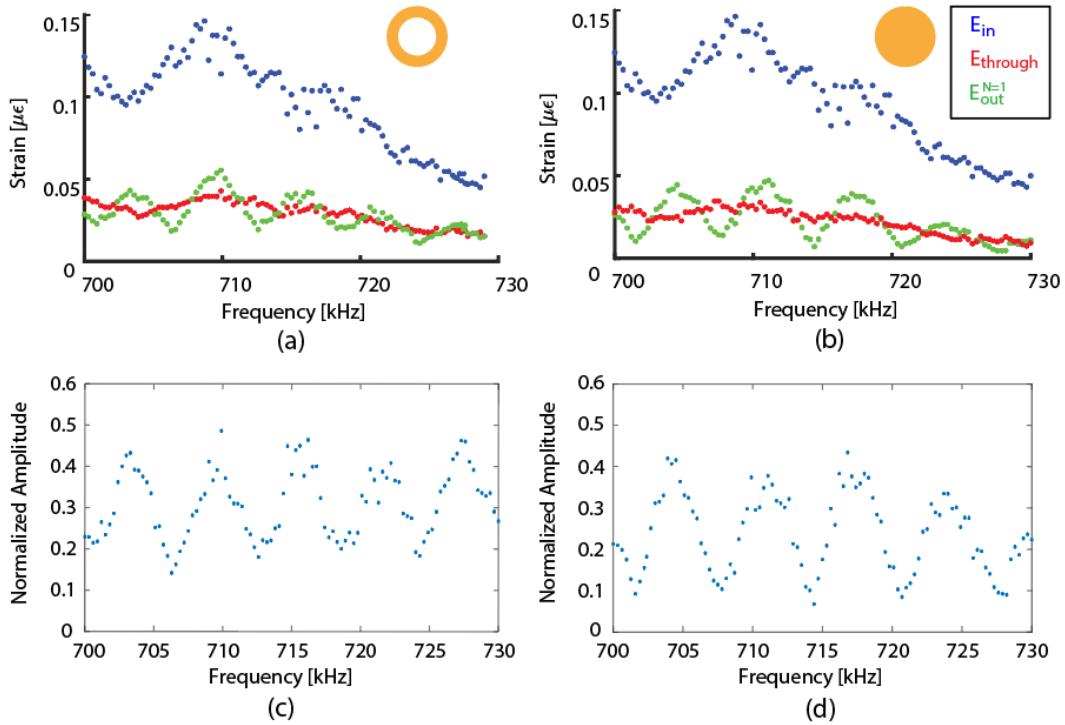 0.15
0.1
0.05
0
Strain [με]
700
710
720
730
Frequency [kHz]
(a)
0.15
0.1
0.05
0
Strain [με]
700
710
720
730
Frequency [kHz]
(b)
E_in
E_through
E_out^N=1
0.6
0.5
0.4
0.3
0.2
0.1
0
Normalized Amplitude
700
705
710
715
720
725
730
Frequency [kHz]
(c)
0.6
0.5
0.4
0.3
0.2
0.1
0
Normalized Amplitude
700
705
710
715
720
725
730
Frequency [kHz]
(d)